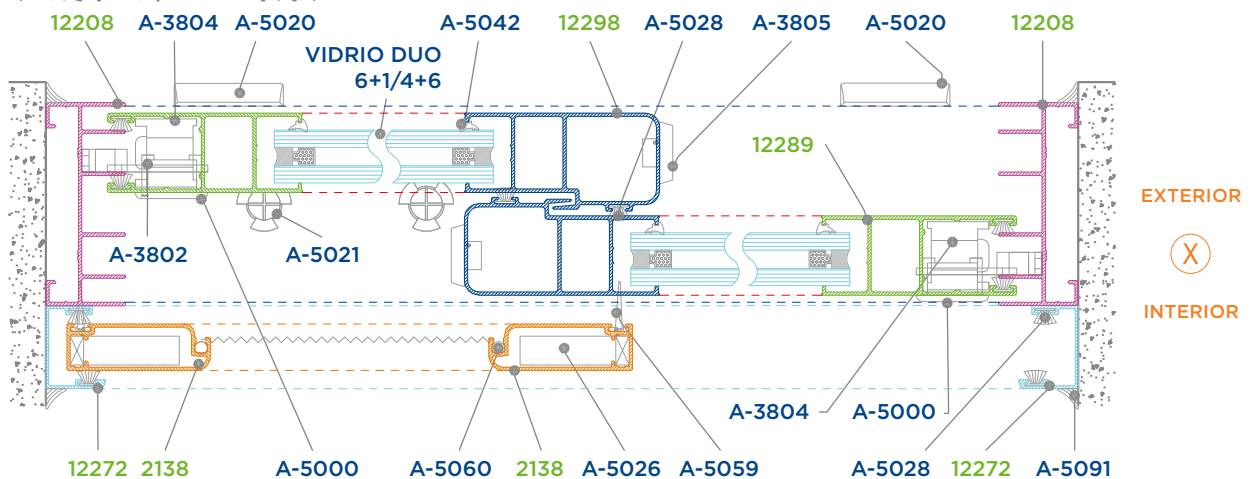 12208 A-3804 A-5020 A-5042 12298 A-5028 A-3805 A-5020 12208
VIDRIO DUO
6+1/4+6
12289
EXTERIOR
A-3802 A-5021
X
INTERIOR
A-3804 A-5000
12272 2138 A-5000 A-5060 2138 A-5026 A-5059 A-5028 12272 A-5091